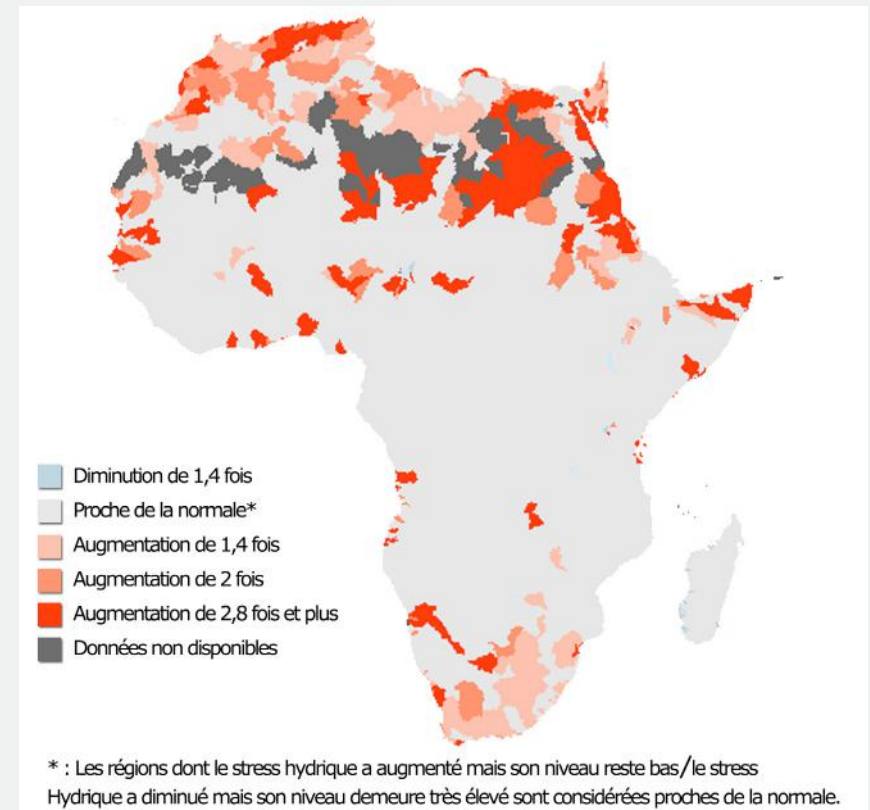 Diminution de 1,4 fois
Proche de la normale*
Augmentation de 1,4 fois
Augmentation de 2 fois
Augmentation de 2,8 fois et plus
Données non disponibles
* : Les régions dont le stress hydrique a augmenté mais son niveau reste bas/le stress
Hydrique a diminué mais son niveau demeure très élevé sont considérées proches de la normale.